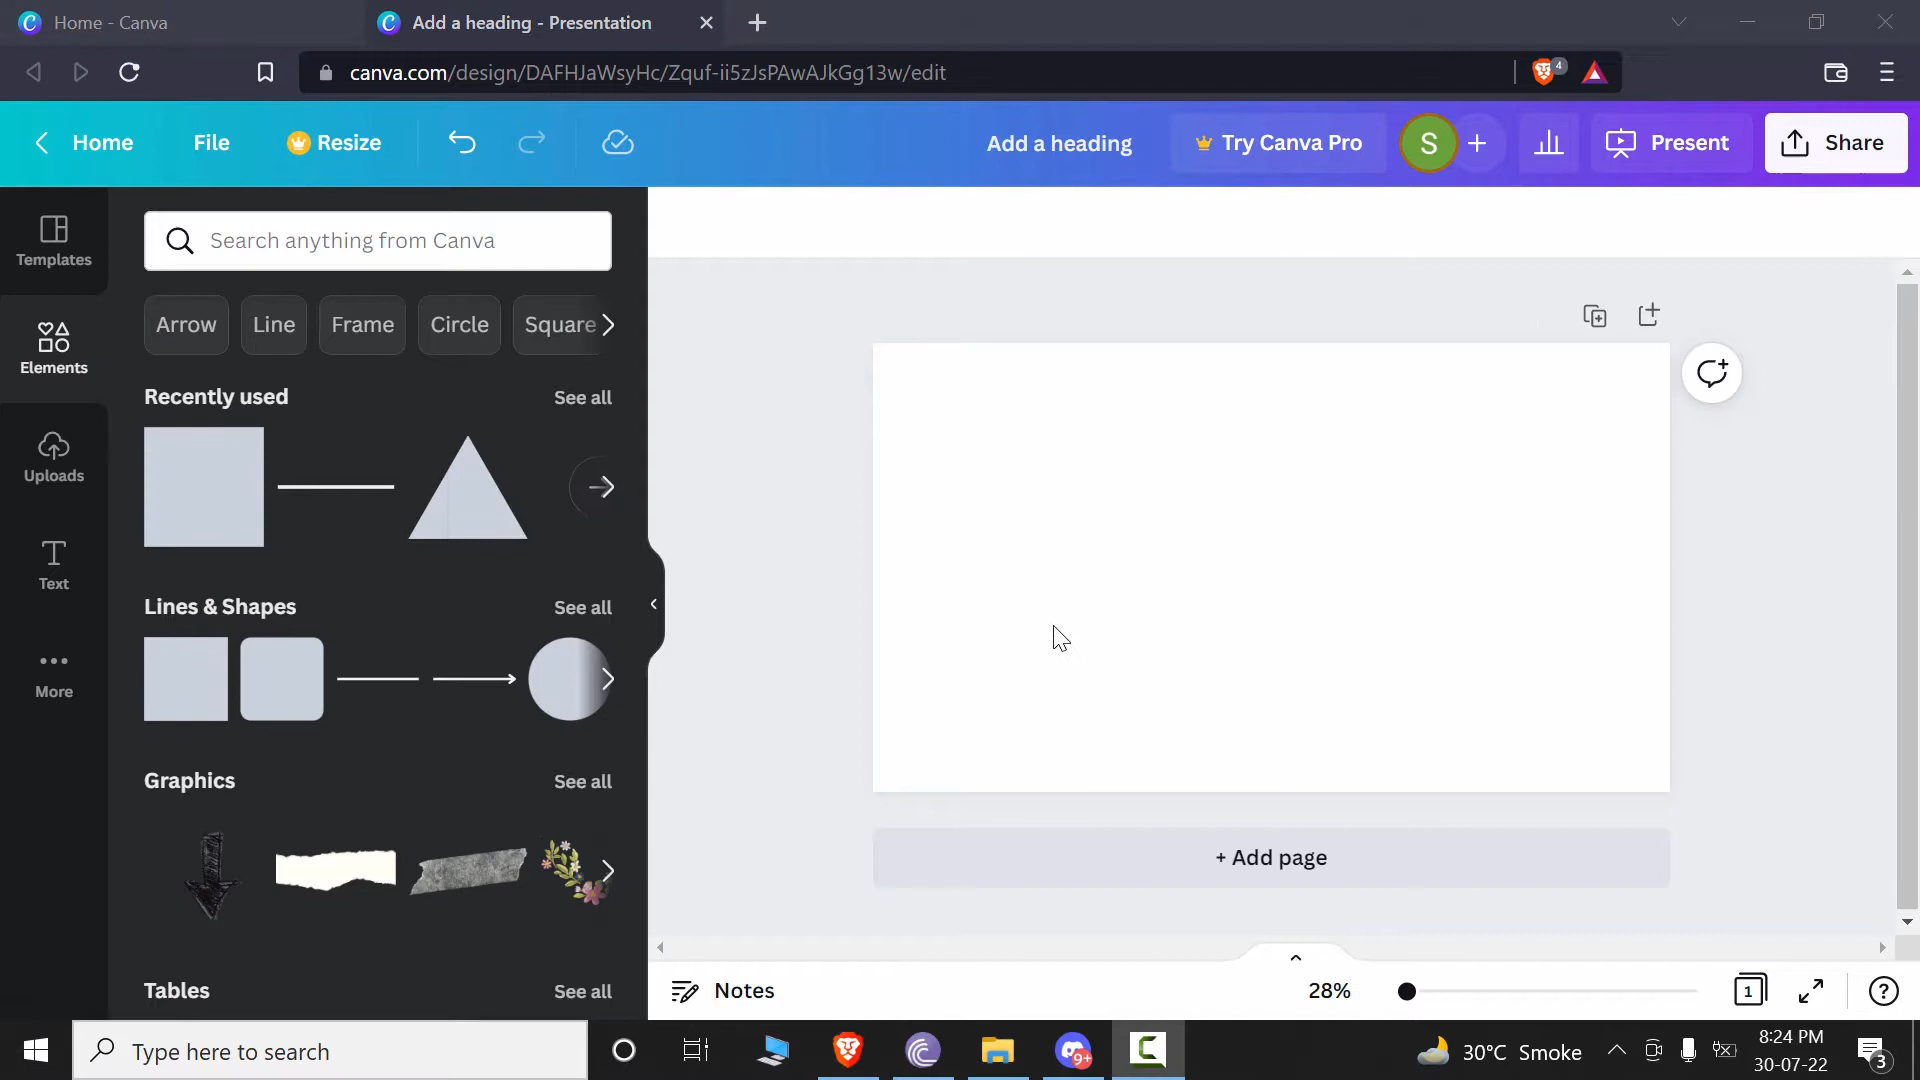 Home - Canva
Add a heading - Presentation
canva.com/design/DAFHJaWsyHc/Zquf-ii5zJsPAwAJkGg13w/edit
4
Home
File
Resize
Add a heading
Try Canva Pro
S
Present
Share
Templates
Elements
Uploads
Text
More
Search anything from Canva
Arrow
Line
Frame
Circle
Square
Recently used
See all
Lines & Shapes
See all
Graphics
See all
Tables
See all
+ Add page
Notes
28%
1
Type here to search
9+
30°C Smoke
8:24 PM
30-07-22
3